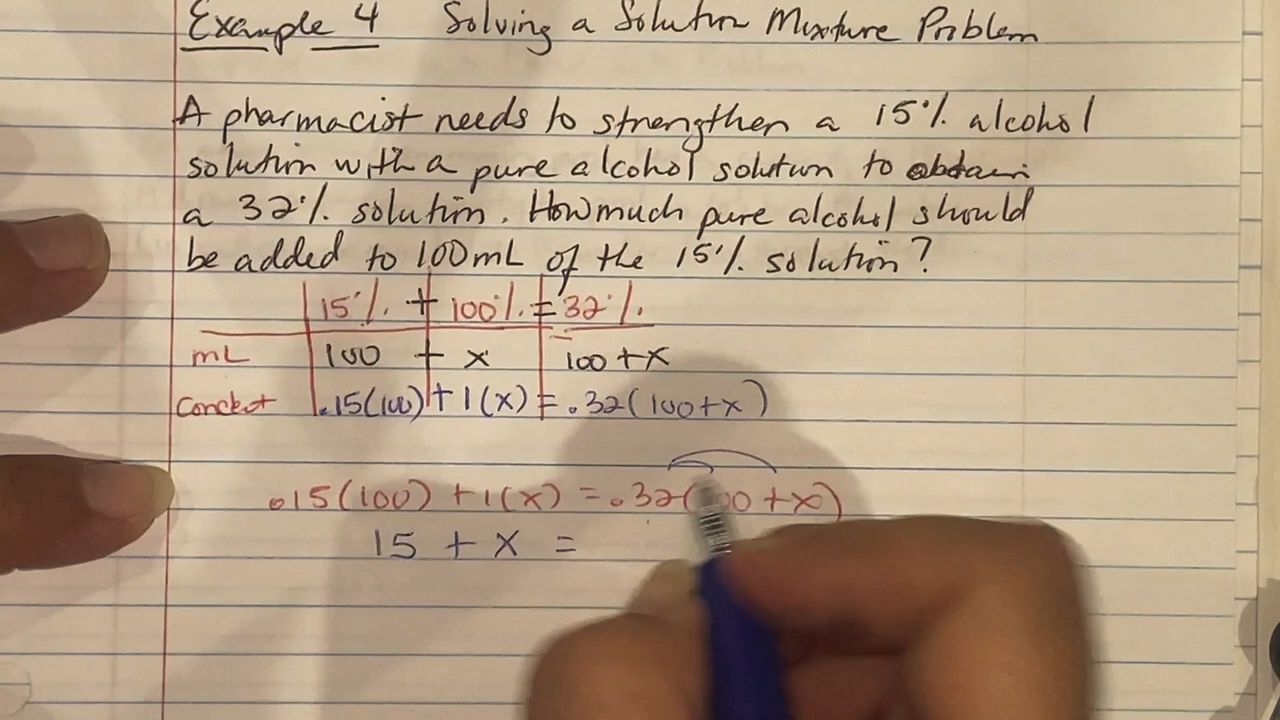 Example 4 Solving a Solution Mixture Problem
A pharmacist needs to strengthen a 15% alcohol
solution with a pure alcohol solution to obtain
a 32% solution. How much pure alcohol should
be added to 100mL of the 15% solution?
15% + 100% = 32%
mL 100 + x 100 + x
.15(100) + 1(x) = .32(100+x)
.15(100) + 1(x) = .32(100+x)
15 + x =